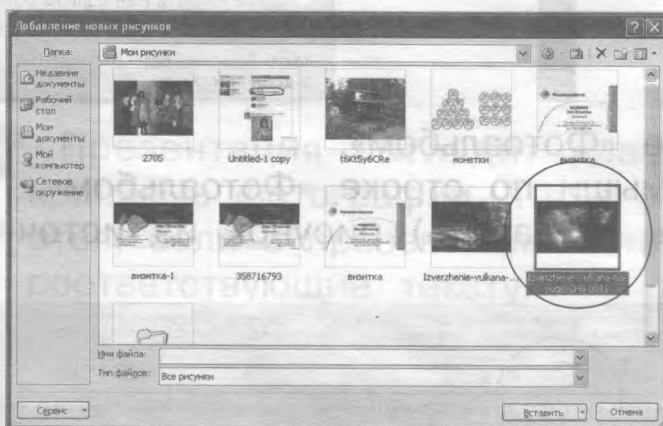 Добавление новых рисунков
Папка:
Мои рисунки
Недавние документы
Рабочий стол
Мои документы
Мой компьютер
Сетевое окружение
2705
Untitled-1 copy
t6Kt5y6CRe
монетки
визитка
визитка-1
358716793
визитка
Izverzhenie-vulkana-...
Имя файла:
Тип файлов:
Все рисунки
Сервис
Вставить
Отмена